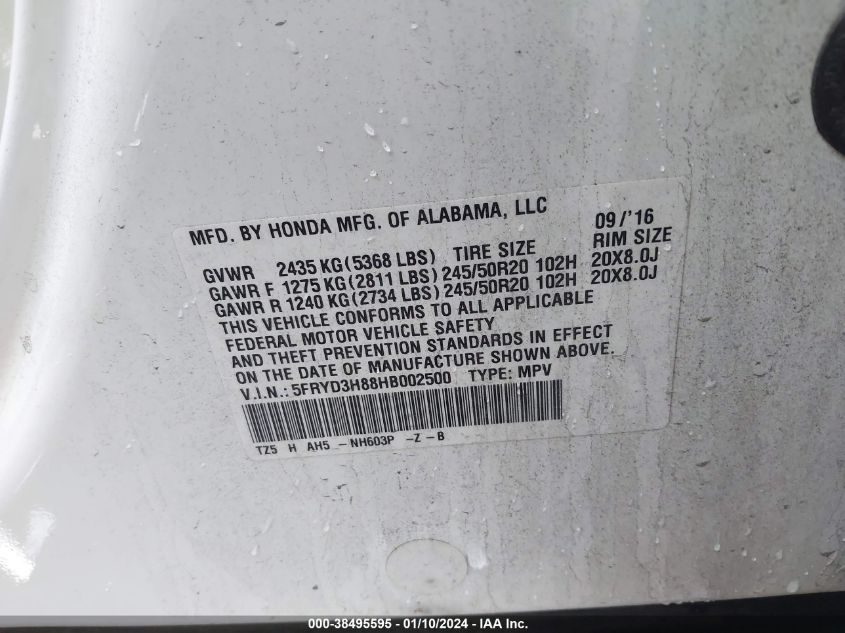 MFD. BY HONDA MFG. OF ALABAMA, LLC 09/'16
GVWR 2435 KG(5368 LBS) TIRE SIZE RIM SIZE
GAWR F 1275 KG(2811 LBS) 245/50R20 102H 20X8.0J
GAWR R 1240 KG(2734 LBS) 245/50R20 102H 20X8.0J
THIS VEHICLE CONFORMS TO ALL APPLICABLE
FEDERAL MOTOR VEHICLE SAFETY
AND THEFT PREVENTION STANDARDS IN EFFECT
ON THE DATE OF MANUFACTURE SHOWN ABOVE.
V.I.N.: 5FRYD3H88HB002500 TYPE: MPV
TZ5 H AH5 -NH603P -Z-B
000-38495595 - 01/10/2024 - IAA Inc.